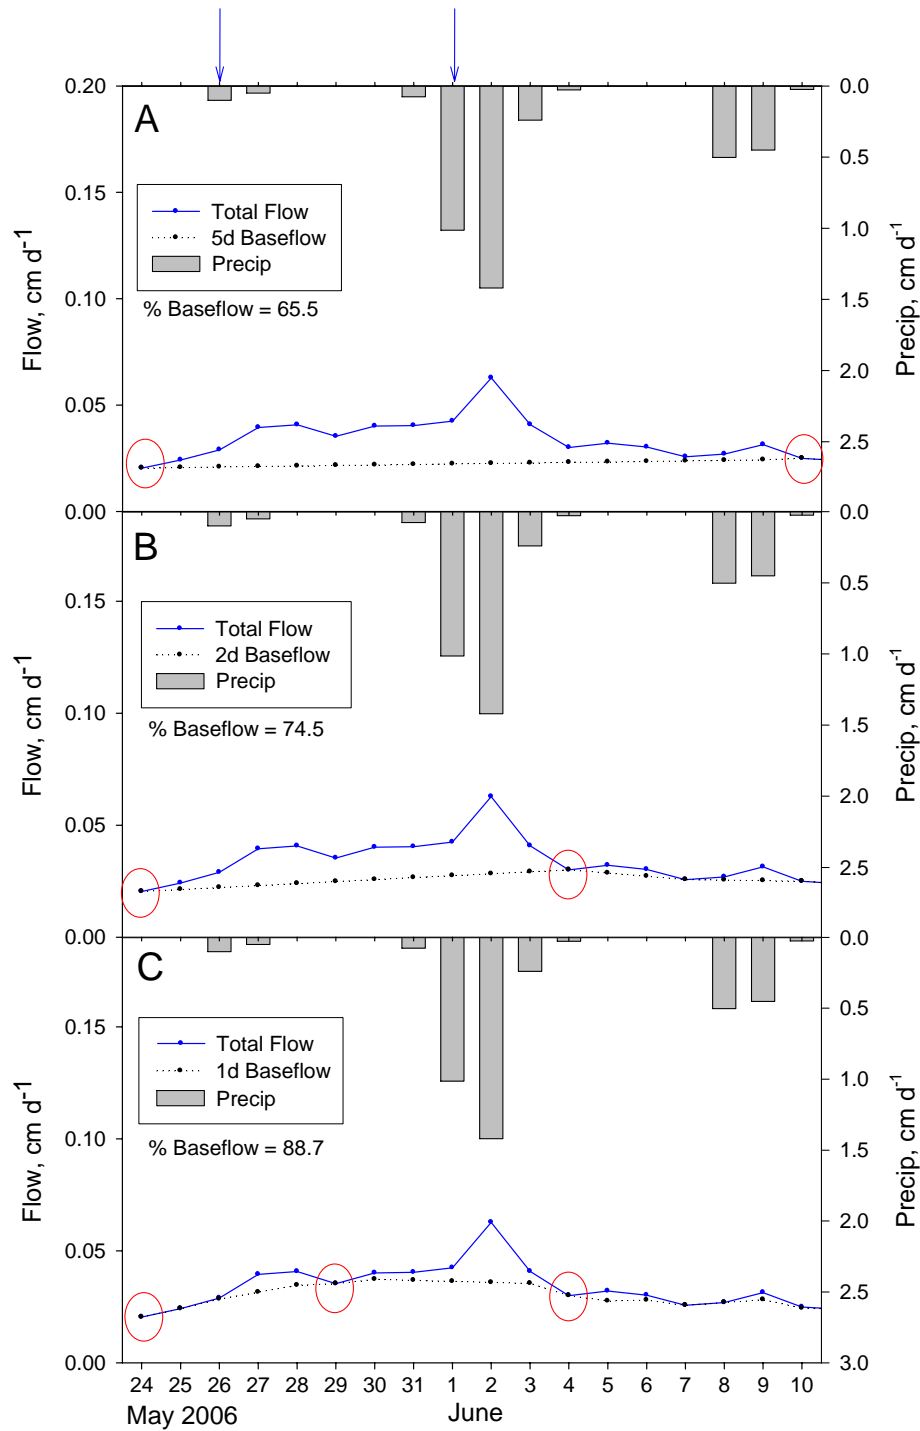 A
0.20
0.15
0.10
0.05
0.00
Flow, cm d-1
0.0
0.5
1.0
1.5
2.0
2.5
Precip, cm d-1
Total Flow
5d Baseflow
Precip
% Baseflow = 65.5
B
0.15
0.10
0.05
0.00
Flow, cm d-1
0.0
0.5
1.0
1.5
2.0
2.5
Precip, cm d-1
Total Flow
2d Baseflow
Precip
% Baseflow = 74.5
C
0.15
0.10
0.05
0.00
Flow, cm d-1
0.0
0.5
1.0
1.5
2.0
2.5
3.0
Precip, cm d-1
Total Flow
1d Baseflow
Precip
% Baseflow = 88.7
24 25 26 27 28 29 30 31 1 2 3 4 5 6 7 8 9 10
May 2006 June